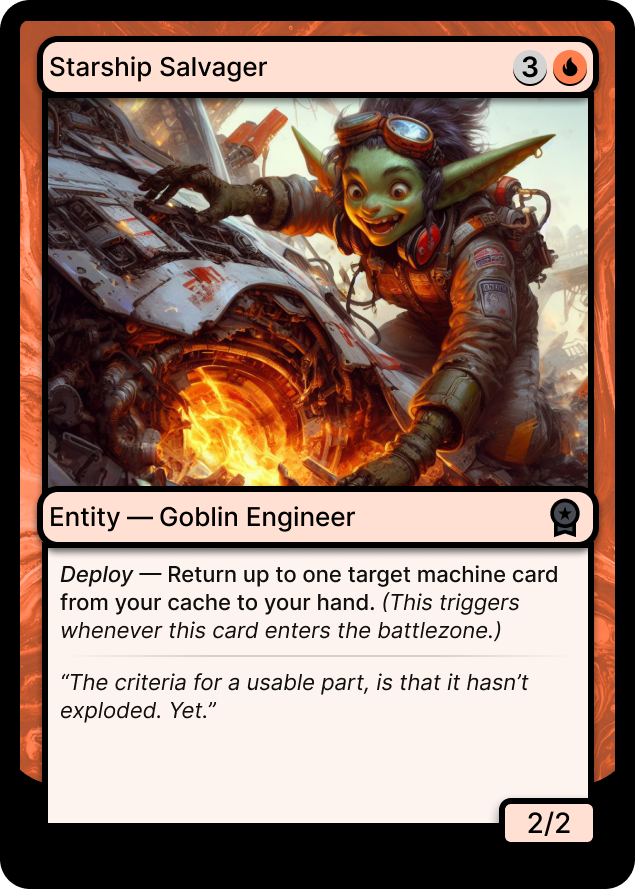 Starship Salvager 3
Entity — Goblin Engineer
Deploy — Return up to one target machine card
from your cache to your hand. (This triggers
whenever this card enters the battlezone.)
“The criteria for a usable part, is that it hasn’t
exploded. Yet.”
2/2